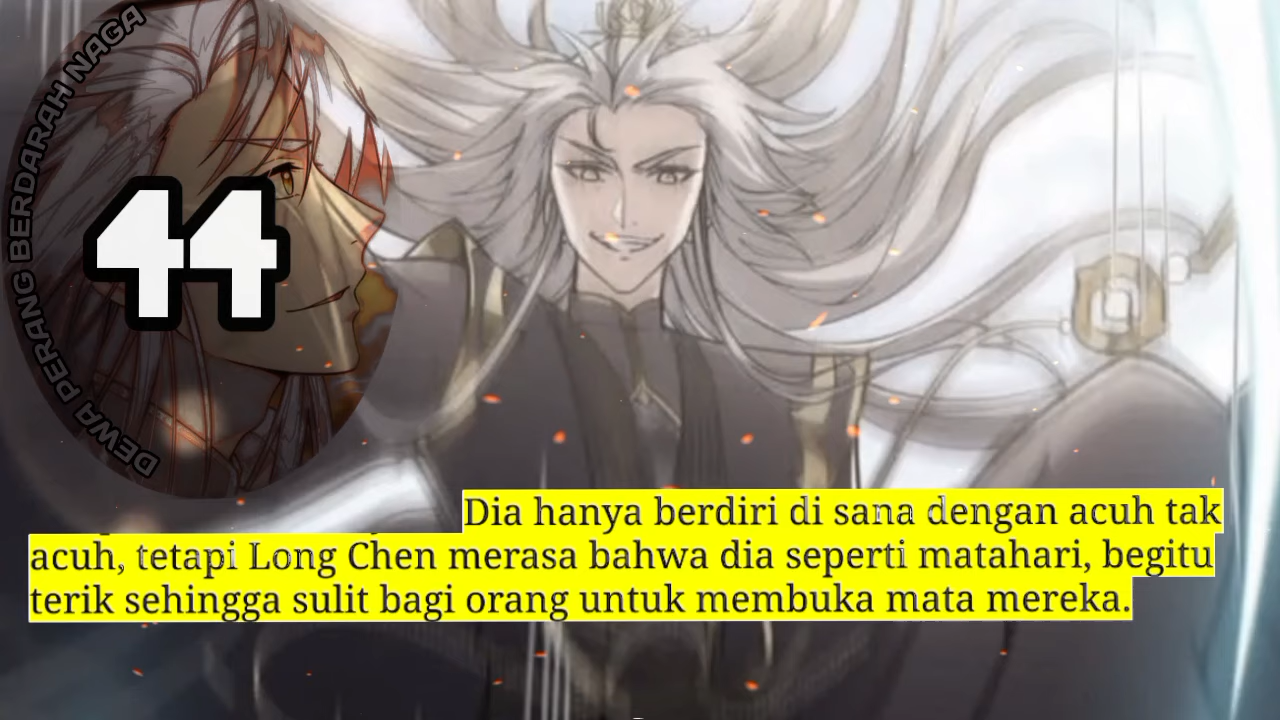 DEWA PERANG BERDARAH NAGA
44
Dia hanya berdiri di sana dengan acuh tak
acuh, tetapi Long Chen merasa bahwa dia seperti matahari, begitu
terik sehingga sulit bagi orang untuk membuka mata mereka.